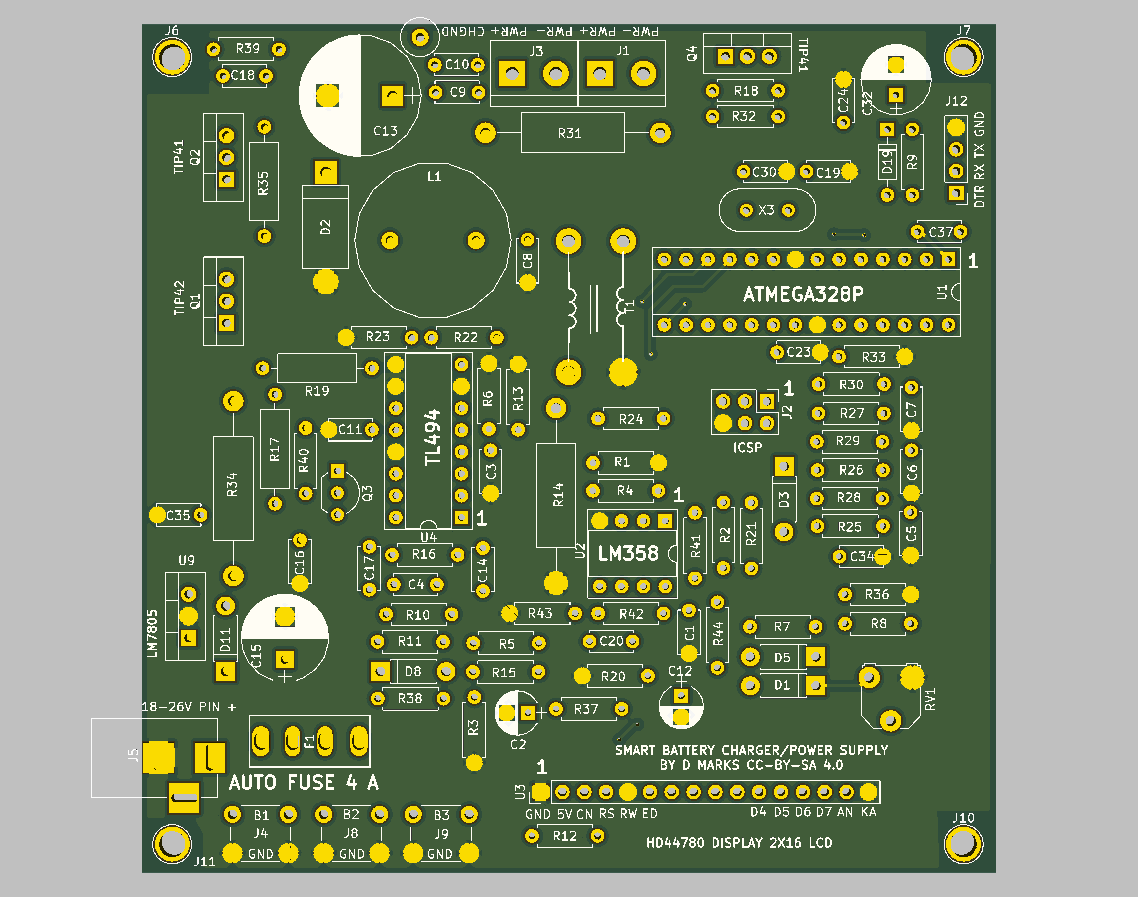 J6
CHGND PWR+ PWR- PWR+ PWR-
J7
R39
C10
J3
J1
Q4
TIP41
C18
C9
R18
C24
C32
J12
C13
R31
R32
TIP41
Q2
R35
D19
R9
DTR RX TX GND
L1
C30
C19
D2
X3
C37
C8
1
TIP42
Q1
T1
ATMEGA328P
U1
R23
R22
C23
R33
R19
R6
R13
R30
1
J2
C7
R24
R27
TL494
C11
R17
R40
ICSP
R29
R34
C3
R1
C6
R26
Q3
R14
R4
1
D3
R28
C35
1
U4
R25
C5
U2
LM358
R41
R2
R21
U9
C16
C17
R16
C14
C34
C4
R36
LM7805
D11
R10
R43
R42
C1
R44
R7
R8
C15
R11
R5
C20
D5
D8
R15
R20
C12
D1
RV1
R38
18-26V PIN +
R3
C2
R37
J5
F1
SMART BATTERY CHARGER/POWER SUPPLY
BY D MARKS CC-BY-SA 4.0
AUTO FUSE 4 A
1
U3
B1
B2
B3
GND 5V CN RS RW ED
D4 D5 D6 D7 AN KA
J4
J8
J9
R12
HD44780 DISPLAY 2X16 LCD
J10
J11
GND
GND
GND